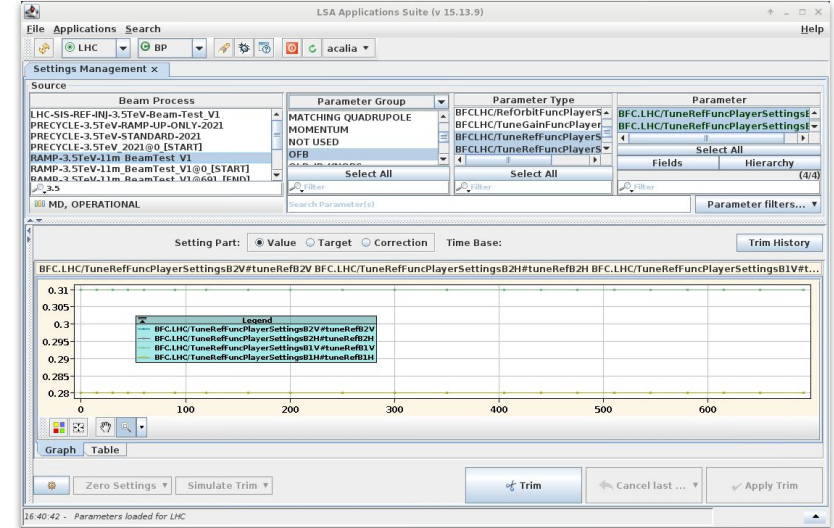 LSA Applications Suite (v 15.13.9)
File Applications Search Help
LHC BP acalia
Settings Management x
Source
Beam Process
LHC-SIS-REF-INJ-3.5TeV-Beam-Test_V1
PRECYCLE-3.5TeV-RAMP-UP-ONLY-2021
PRECYCLE-3.5TeV-STANDARD-2021
PRECYCLE-3.5TeV_2021@0_[START]
RAMP-3.5TeV-11m_BeamTest_V1
RAMP-3.5TeV-11m_BeamTest_V1@0_[START]
RAMP-3.5TeV-11m_BeamTest_V1@691_[END]
3.5
MD, OPERATIONAL
Parameter Group
MATCHING QUADRUPOLE
MOMENTUM
NOT USED
OFB
Select All
Filter
Parameter Type
BFCLHC/RefOrbitFuncPlayerS
BFCLHC/TuneGainFuncPlayer
BFCLHC/TuneRefFuncPlayerS
BFCLHC/TuneRefFuncPlayerS
Select All
Filter
Parameter
BFC.LHC/TuneRefFuncPlayerSettingsE
BFC.LHC/TuneRefFuncPlayerSettingsE
Select All
Fields Hierarchy
(4/4)
Filter
Search Parameter(s)
Parameter filters...
Setting Part: Value Target Correction Time Base:
Trim History
BFC.LHC/TuneRefFuncPlayerSettingsB2V#tuneRefB2V BFC.LHC/TuneRefFuncPlayerSettingsB2H#tuneRefB2H BFC.LHC/TuneRefFuncPlayerSettingsB1V#t...
0.31
0.305
0.3
0.295
0.29
0.285
0.28
Legend
BFC.LHC/TuneRefFuncPlayerSettingsB2V#tuneRefB2V
BFC.LHC/TuneRefFuncPlayerSettingsB2H#tuneRefB2H
BFC.LHC/TuneRefFuncPlayerSettingsB1V#tuneRefB1V
BFC.LHC/TuneRefFuncPlayerSettingsB1H#tuneRefB1H
0 100 200 300 400 500 600
Graph Table
Zero Settings Simulate Trim Trim Cancel last ... Apply Trim
16:40:42 - Parameters loaded for LHC